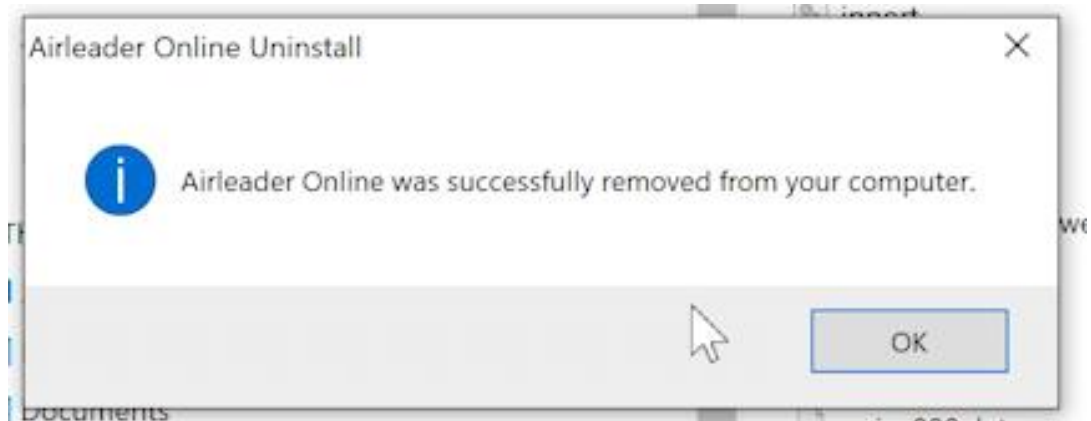 Airleader Online Uninstall
Airleader Online was successfully removed from your computer.
OK
Documents